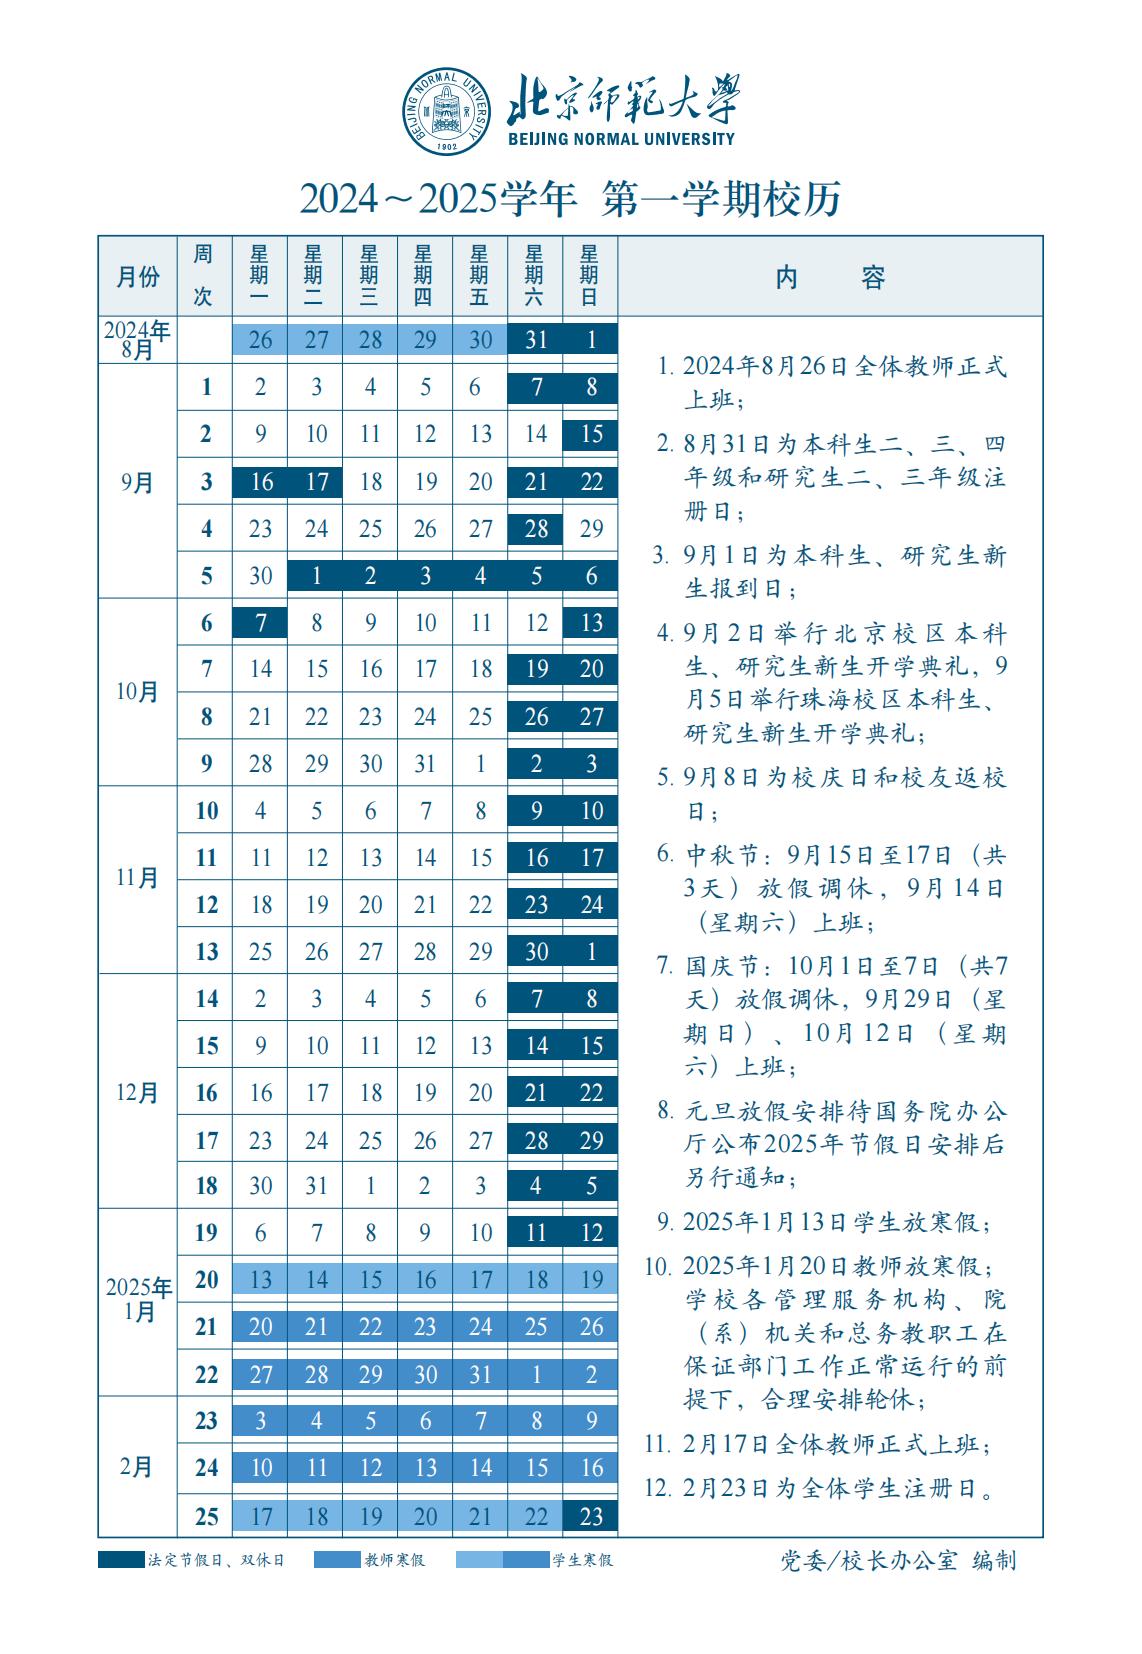 BEIJING NORMAL UNIVERSITY
1902
北京師範大學
BEIJING NORMAL UNIVERSITY
2024～2025学年 第一学期校历
月份 周次 星期一 星期二 星期三 星期四 星期五 星期六 星期日 内 容
2024年
8月
26 27 28 29 30 31 1
9月
1 2 3 4 5 6 7 8
2 9 10 11 12 13 14 15
3 16 17 18 19 20 21 22
4 23 24 25 26 27 28 29
5 30 1 2 3 4 5 6
10月
6 7 8 9 10 11 12 13
7 14 15 16 17 18 19 20
8 21 22 23 24 25 26 27
9 28 29 30 31 1 2 3
11月
10 4 5 6 7 8 9 10
11 11 12 13 14 15 16 17
12 18 19 20 21 22 23 24
13 25 26 27 28 29 30 1
12月
14 2 3 4 5 6 7 8
15 9 10 11 12 13 14 15
16 16 17 18 19 20 21 22
17 23 24 25 26 27 28 29
18 30 31 1 2 3 4 5
2025年
1月
19 6 7 8 9 10 11 12
20 13 14 15 16 17 18 19
21 20 21 22 23 24 25 26
22 27 28 29 30 31 1 2
2月
23 3 4 5 6 7 8 9
24 10 11 12 13 14 15 16
25 17 18 19 20 21 22 23
1. 2024年8月26日全体教师正式
上班；
2. 8月31日为本科生二、三、四
年级和研究生二、三年级注
册日；
3. 9月1日为本科生、研究生新
生报到日；
4. 9月2日举行北京校区本科
生、研究生新生开学典礼，9
月5日举行珠海校区本科生、
研究生新生开学典礼；
5. 9月8日为校庆日和校友返校
日；
6. 中秋节：9月15日至17日（共
3天）放假调休，9月14日
（星期六）上班；
7. 国庆节：10月1日至7日（共7
天）放假调休，9月29日（星
期日）、10月12日（星期
六）上班；
8. 元旦放假安排待国务院办公
厅公布2025年节假日安排后
另行通知；
9. 2025年1月13日学生放寒假；
10. 2025年1月20日教师放寒假；
学校各管理服务机构、院
（系）机关和总务教职工在
保证部门工作正常运行的前
提下，合理安排轮休；
11. 2月17日全体教师正式上班；
12. 2月23日为全体学生注册日。
法定节假日、双休日 教师寒假 学生寒假
党委/校长办公室 编制